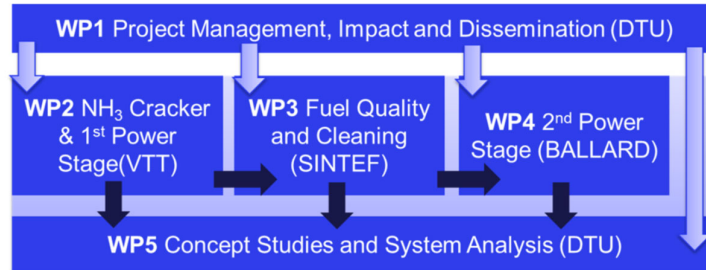 WP1 Project Management, Impact and Dissemination (DTU)
WP2 NH₃ Cracker
& 1st Power
Stage(VTT)
WP3 Fuel Quality
and Cleaning
(SINTEF)
WP4 2nd Power
Stage (BALLARD)
WP5 Concept Studies and System Analysis (DTU)